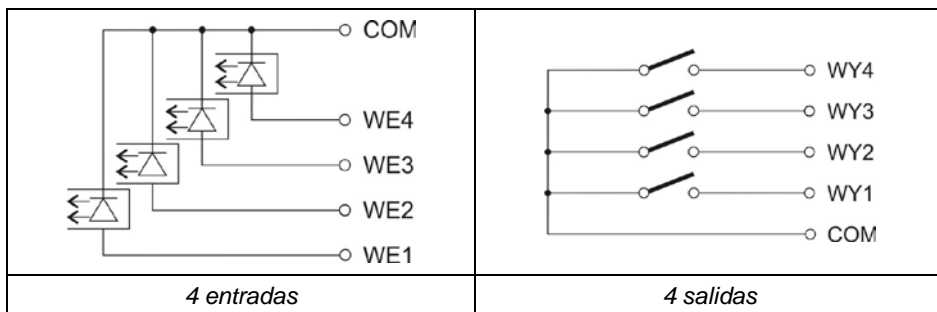 COM
WE4
WE3
WE2
WE1
4 entradas
WY4
WY3
WY2
WY1
COM
4 salidas